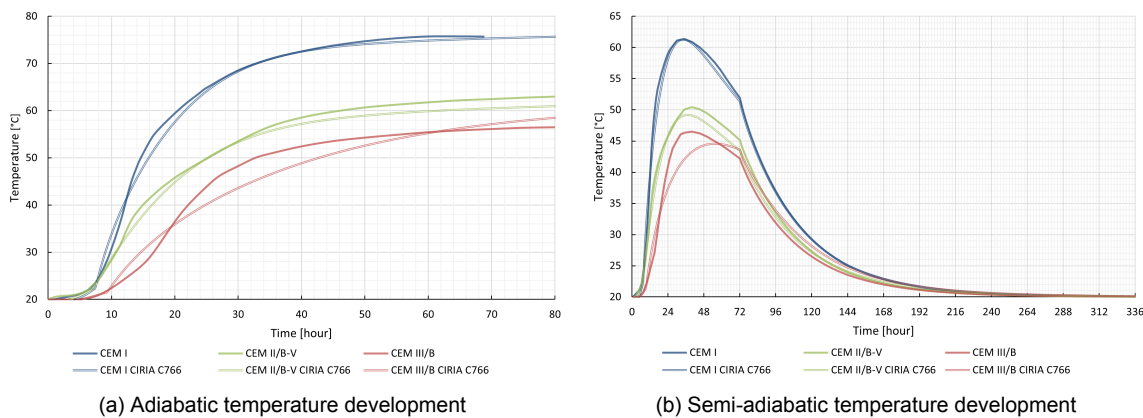 80
70
60
50
40
30
20
Temperature [°C]
0 10 20 30 40 50 60 70 80
Time [hour]
CEM I CEM II/B-V CEM III/B
CEM I CIRIA C766 CEM II/B-V CIRIA C766 CEM III/B CIRIA C766
(a) Adiabatic temperature development
65
60
55
50
45
40
35
30
25
20
Temperature [°C]
0 24 48 72 96 120 144 168 192 216 240 264 288 312 336
Time [hour]
CEM I CEM II/B-V CEM III/B
CEM I CIRIA C766 CEM II/B-V CIRIA C766 CEM III/B CIRIA C766
(b) Semi-adiabatic temperature development